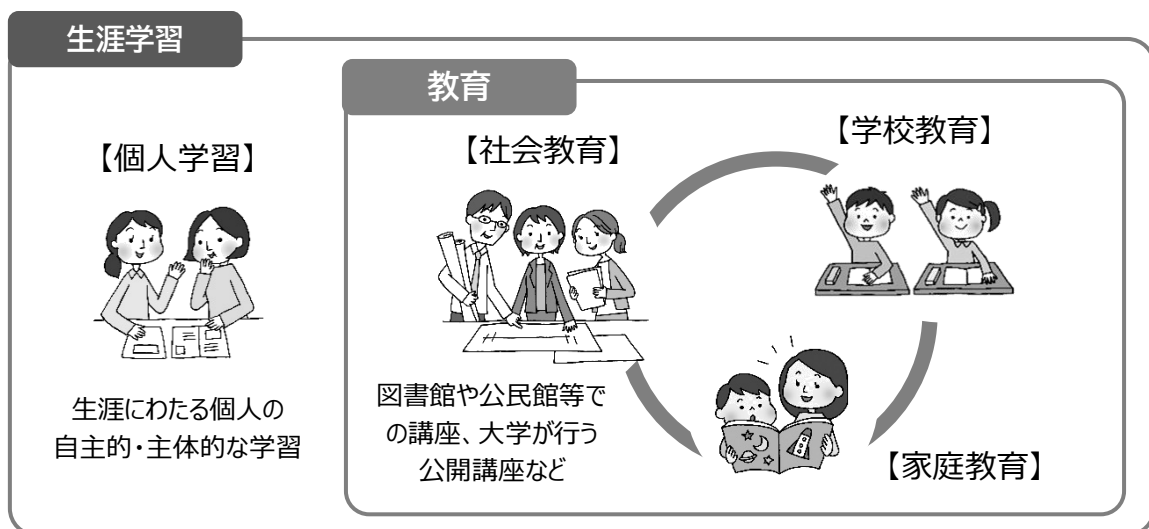 生涯学習
教育
【個人学習】
生涯にわたる個人の
自主的・主体的な学習
【社会教育】
図書館や公民館等で
の講座、大学が行う
公開講座など
【学校教育】
【家庭教育】